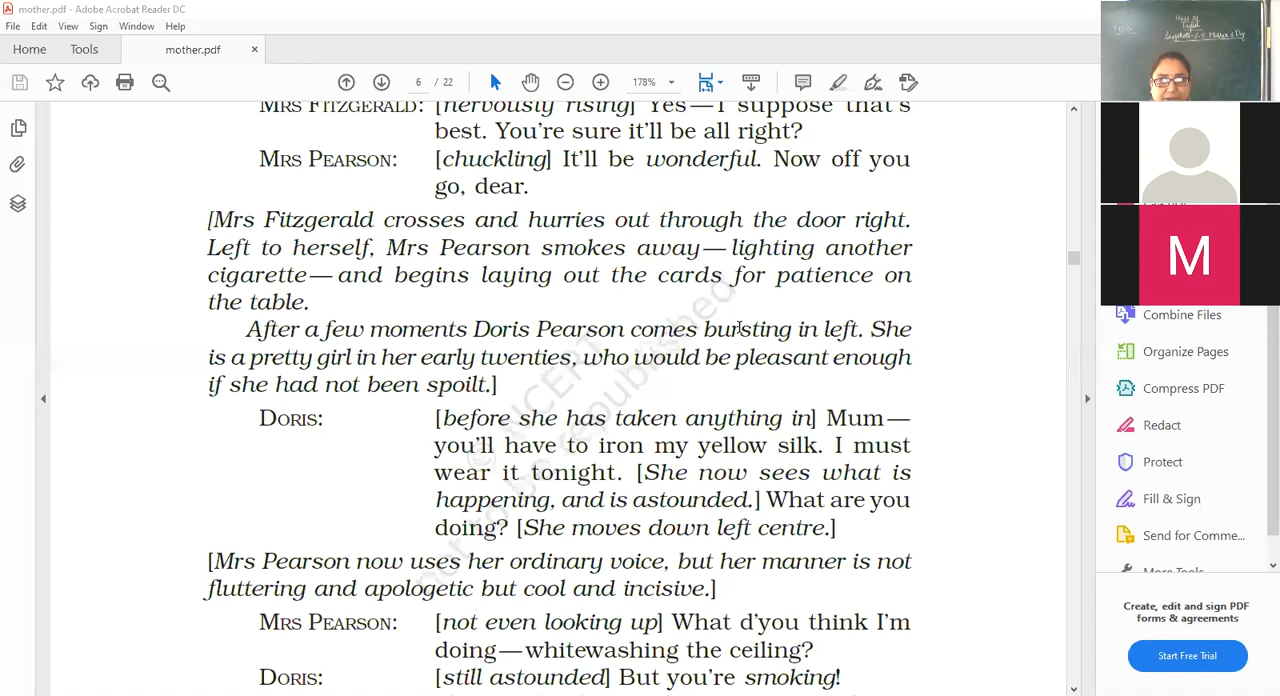 mother.pdf - Adobe Acrobat Reader DC
File Edit View Sign Window Help
Home Tools mother.pdf ×
6 / 22 178%
MRS FITZGERALD: [nervously rising] Yes—I suppose that's
best. You're sure it'll be all right?
MRS PEARSON: [chuckling] It'll be wonderful. Now off you
go, dear.
[Mrs Fitzgerald crosses and hurries out through the door right.
Left to herself, Mrs Pearson smokes away—lighting another
cigarette—and begins laying out the cards for patience on
the table.
After a few moments Doris Pearson comes bursting in left. She
is a pretty girl in her early twenties, who would be pleasant enough
if she had not been spoilt.]
DORIS: [before she has taken anything in] Mum—
you'll have to iron my yellow silk. I must
wear it tonight. [She now sees what is
happening, and is astounded.] What are you
doing? [She moves down left centre.]
[Mrs Pearson now uses her ordinary voice, but her manner is not
fluttering and apologetic but cool and incisive.]
MRS PEARSON: [not even looking up] What d'you think I'm
doing—whitewashing the ceiling?
DORIS: [still astounded] But you're smoking!
© NCERT
not to be republished
English
M
Combine Files
Organize Pages
Compress PDF
Redact
Protect
Fill & Sign
Send for Comme...
More Tools
Create, edit and sign PDF
forms & agreements
Start Free Trial